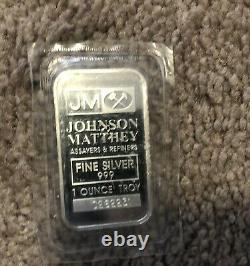 JM
JOHNSON
MATTHEY
ASSAYERS & REFINERS
FINE SILVER
999
1 OUNCE TROY